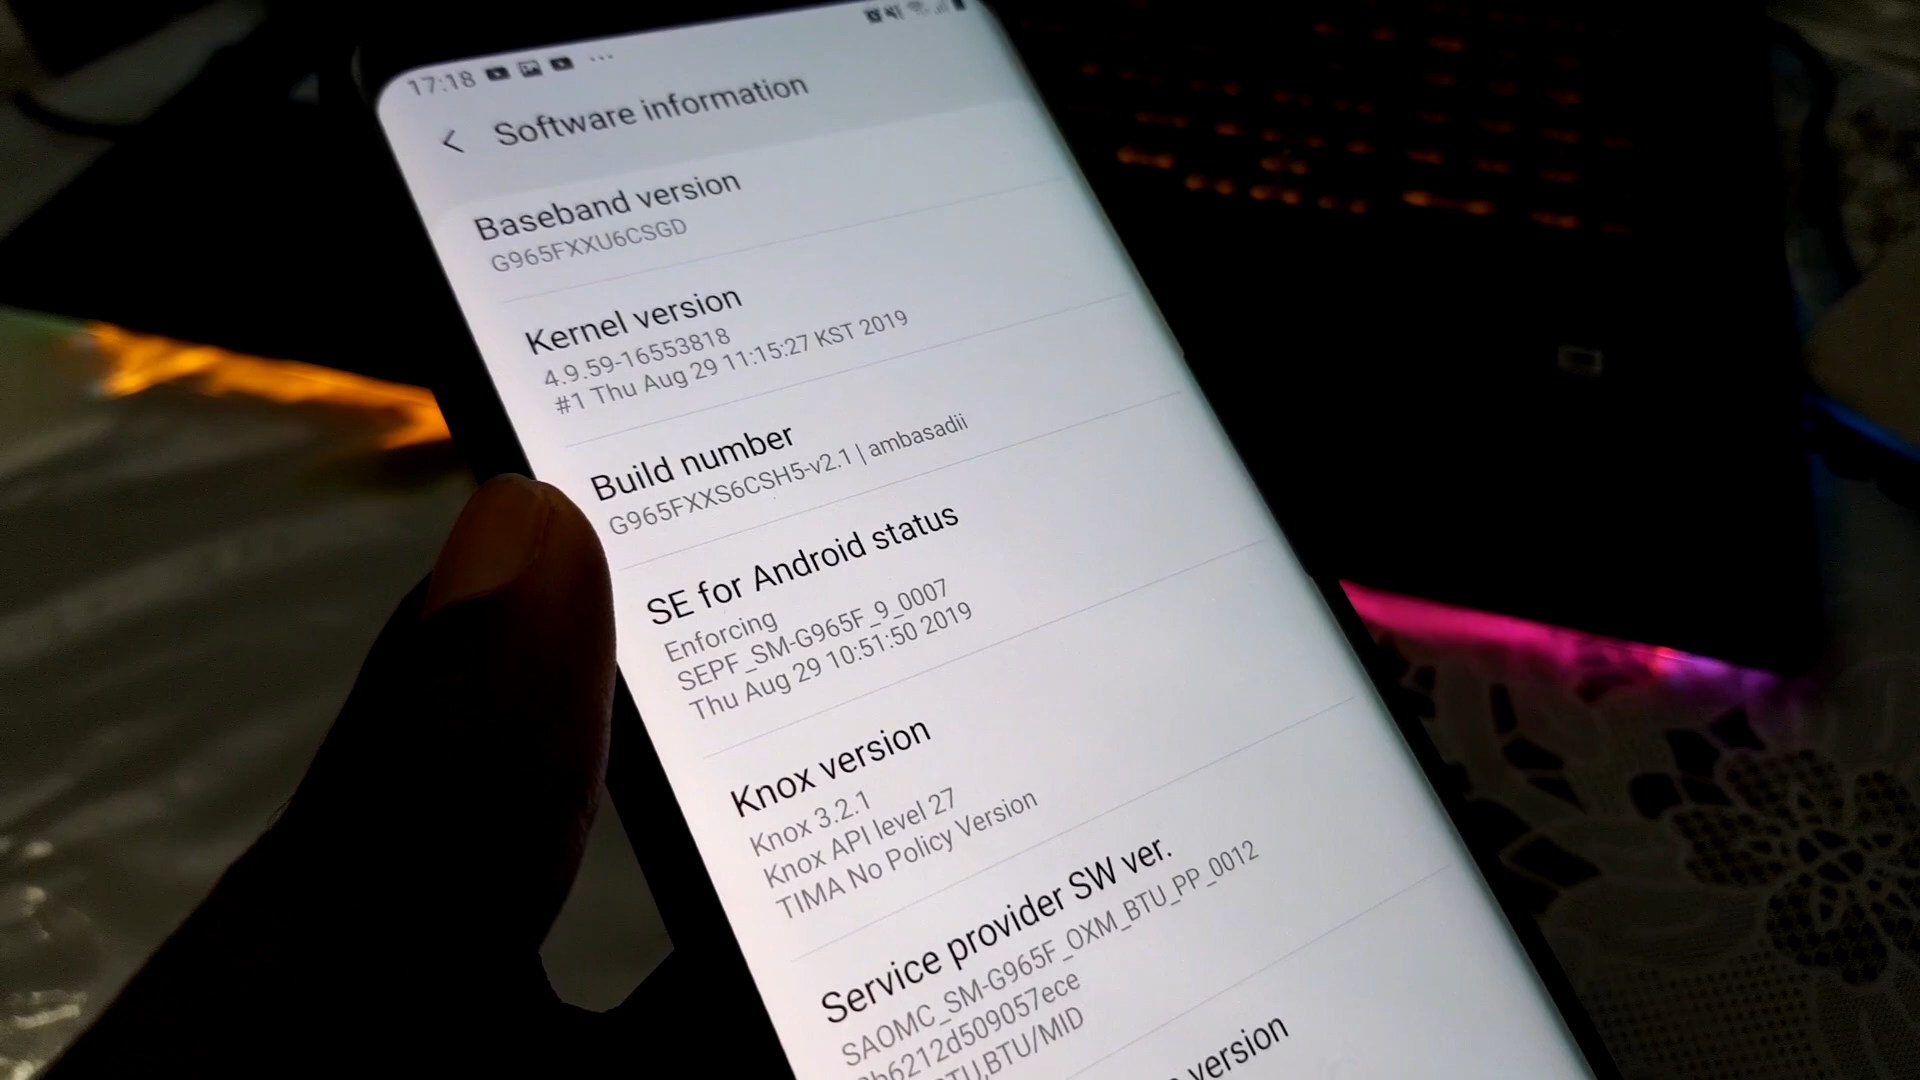 17:18
Software information
Baseband version
G965FXXU6CSGD
Kernel version
4.9.59-16553818
#1 Thu Aug 29 11:15:27 KST 2019
Build number
G965FXXS6CSH5-v2.1 | ambasadii
SE for Android status
Enforcing
SEPF_SM-G965F_9_0007
Thu Aug 29 10:51:50 2019
Knox version
Knox 3.2.1
Knox API level 27
TIMA No Policy Version
Service provider SW ver.
SAOMC_SM-G965F_OXM_BTU_PP_0012
version